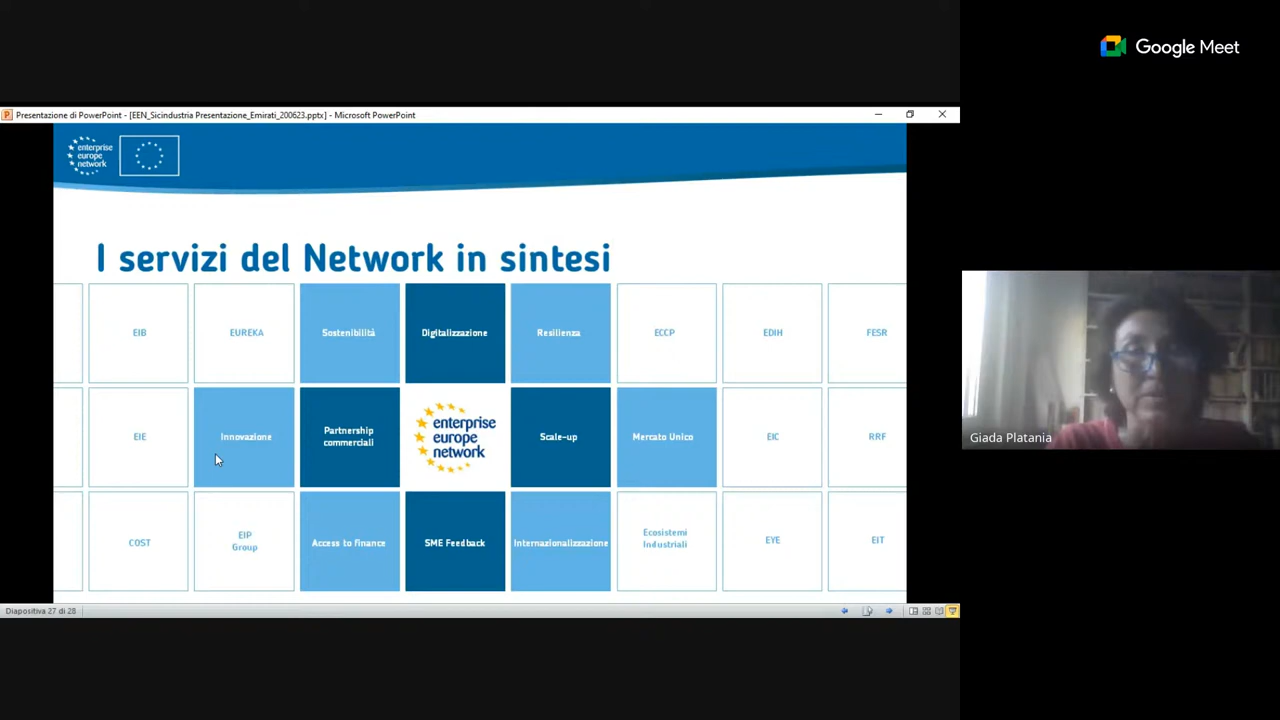 Google Meet
Presentazione di PowerPoint - [EEN_Sicindustria Presentazione_Emirati_200623.pptx] - Microsoft PowerPoint
enterprise
europe
network
I servizi del Network in sintesi
EIB
EUREKA
Sostenibilità
Digitalizzazione
Resilienza
ECCP
EDIH
FESR
EIE
Innovazione
Partnership
commerciali
enterprise
europe
network
Scale-up
Mercato Unico
EIC
RRF
COST
EIP
Group
Access to finance
SME Feedback
Internazionalizzazione
Ecosistemi
Industriali
EYE
EIT
Diapositiva 27 di 28
Giada Platania